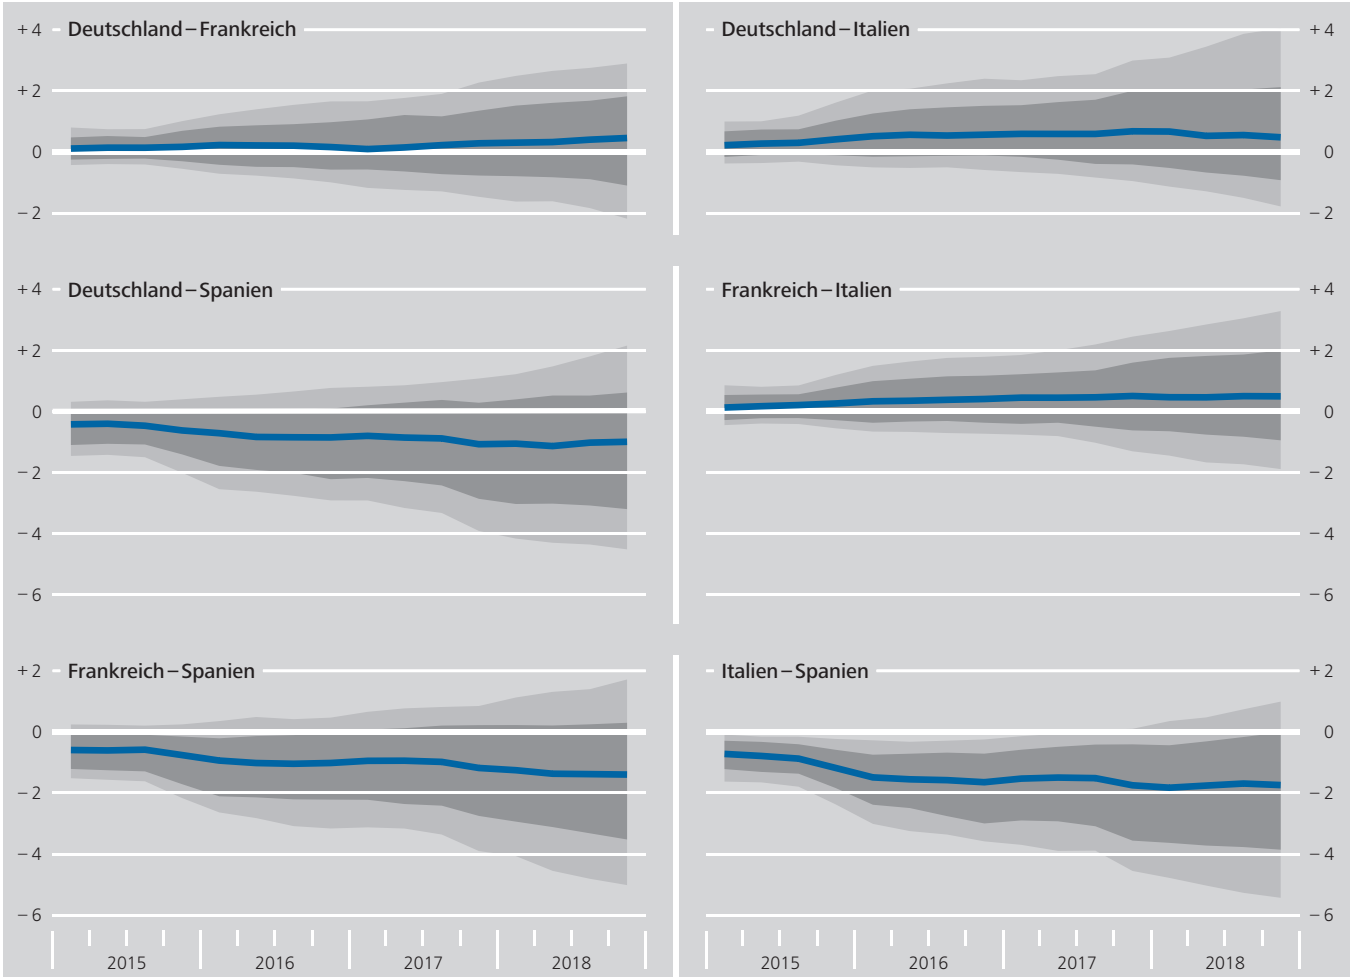 + 4 Deutschland – Frankreich Deutschland – Italien + 4
+ 2 + 2
0 0
− 2 − 2
+ 4 Deutschland – Spanien Frankreich – Italien + 4
+ 2 + 2
0 0
− 2 − 2
− 4 − 4
− 6 − 6
+ 2 Frankreich – Spanien Italien – Spanien + 2
0 0
− 2 − 2
− 4 − 4
− 6 − 6
2015 2016 2017 2018 2015 2016 2017 2018